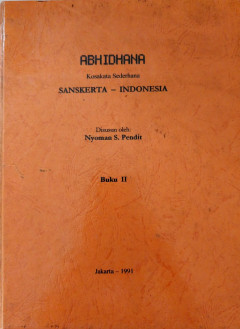 ABHIDHANA
Kosakata Sederhana
SANSKERTA – INDONESIA
Disusun oleh:
Nyoman S. Pendit
Buku II
Jakarta – 1991